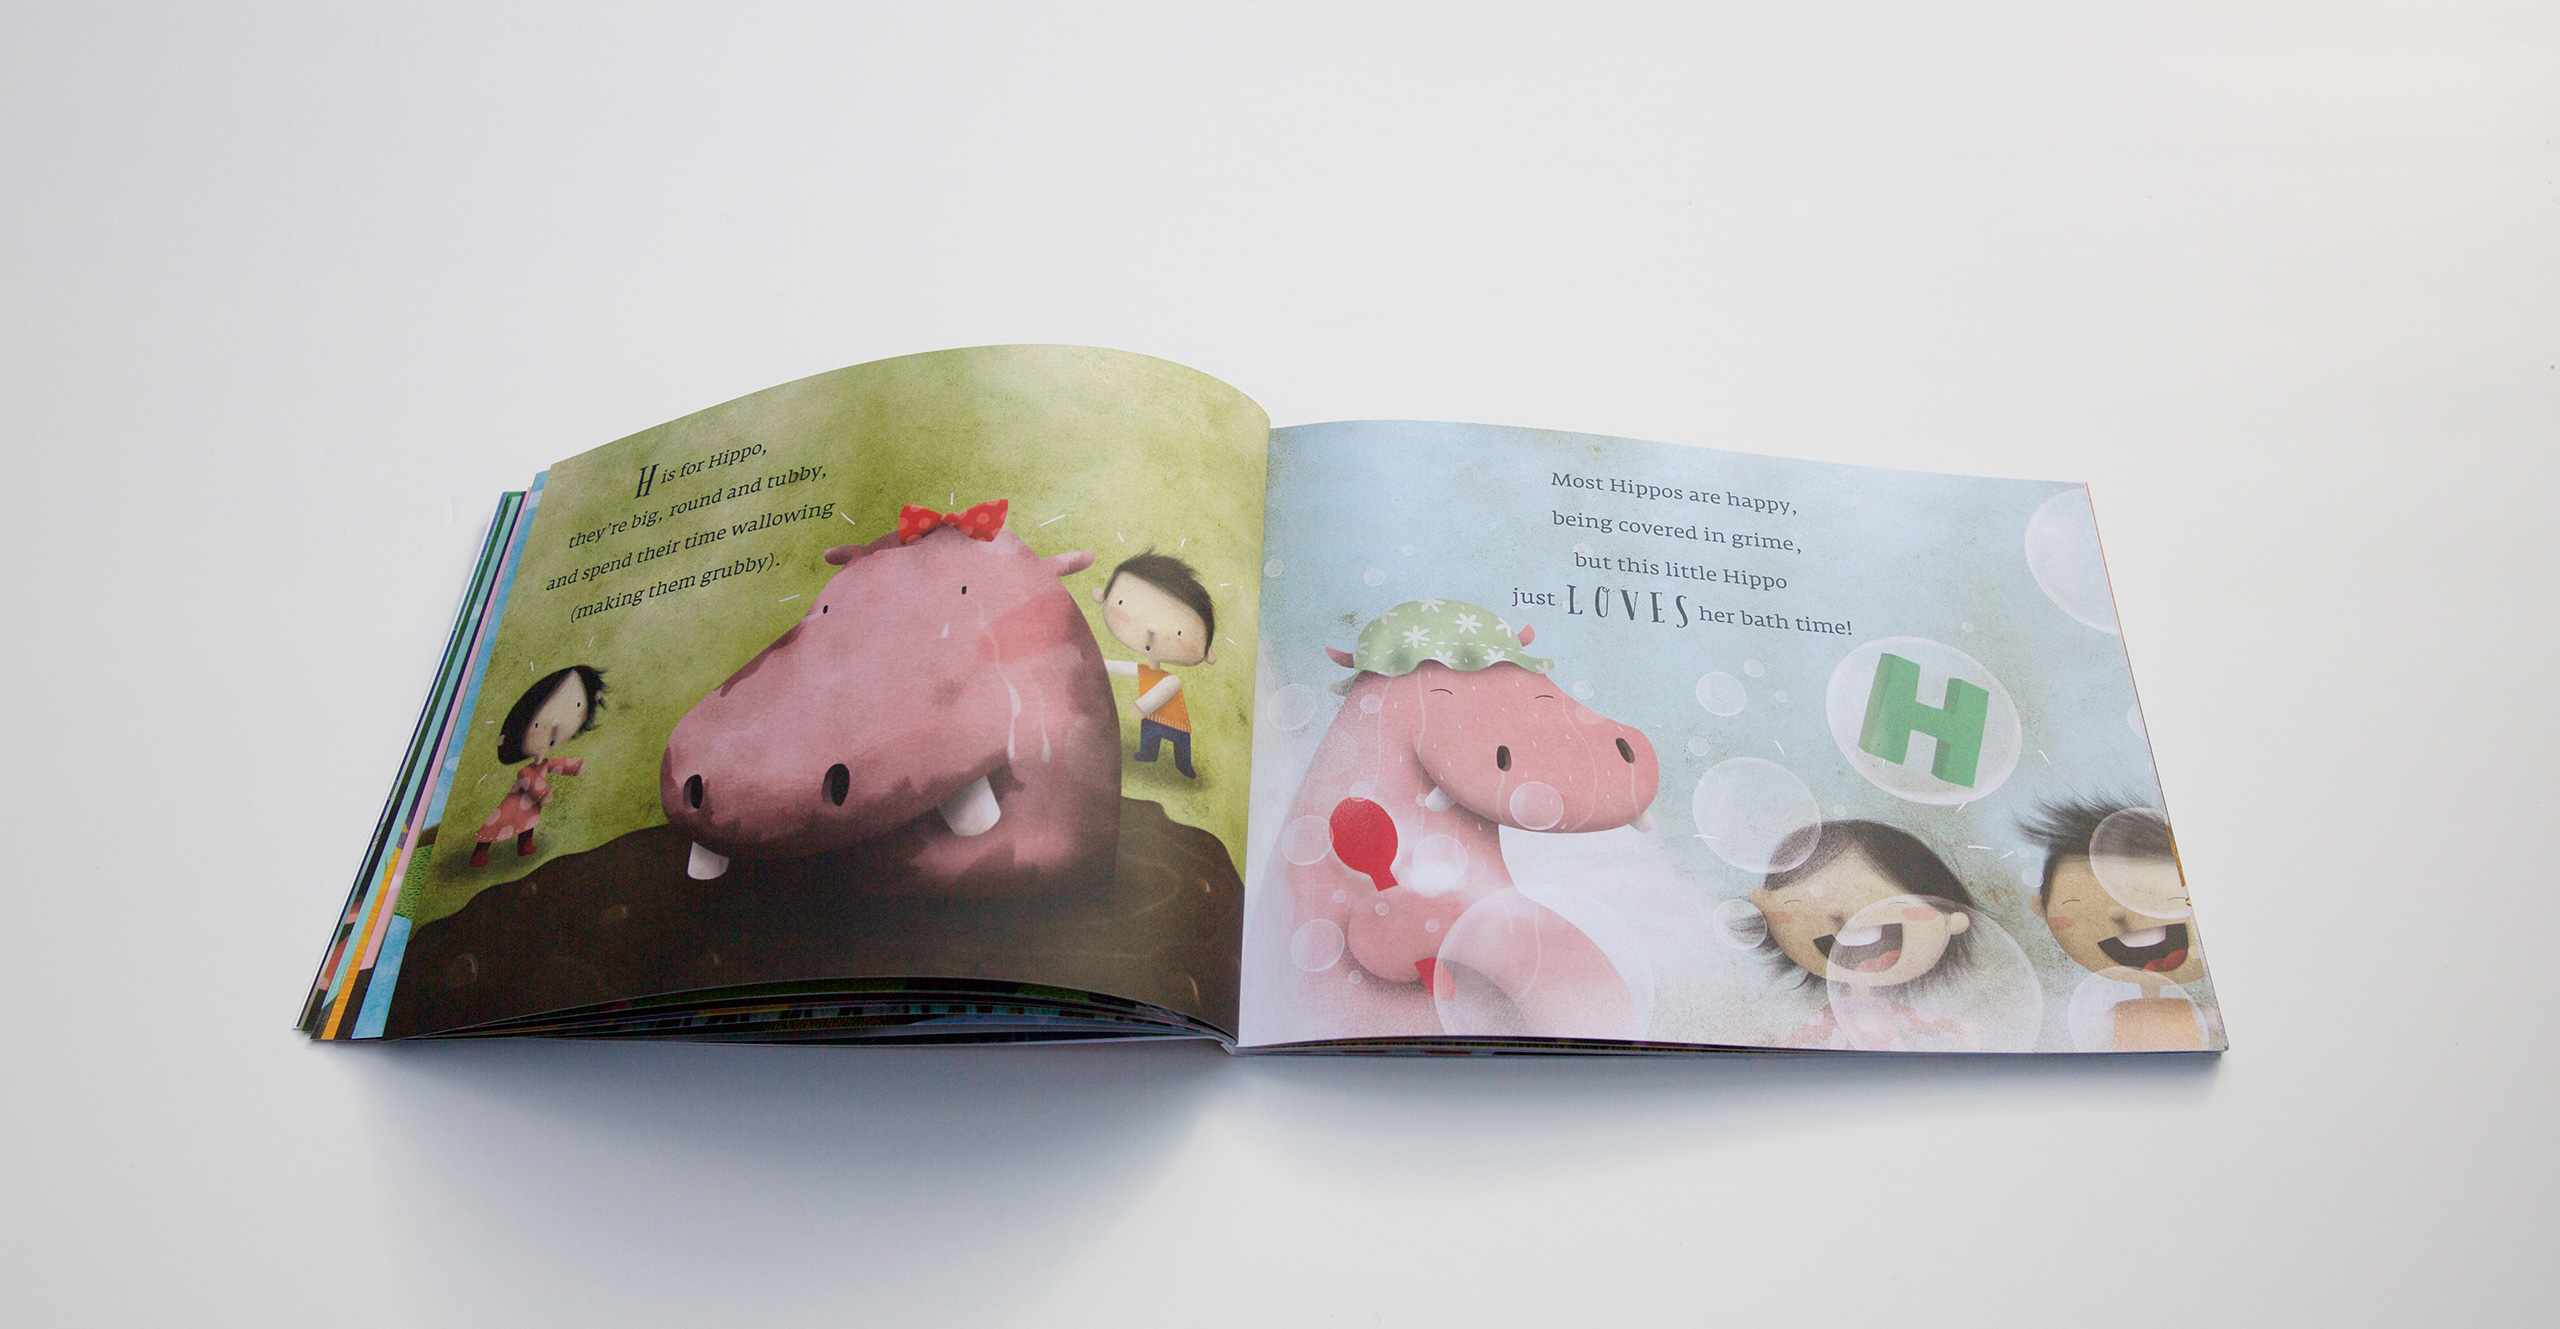 H is for Hippo,
they're big, round and tubby,
and spend their time wallowing
(making them grubby).
Most Hippos are happy,
being covered in grime,
but this little Hippo
just LOVES her bath time!
H